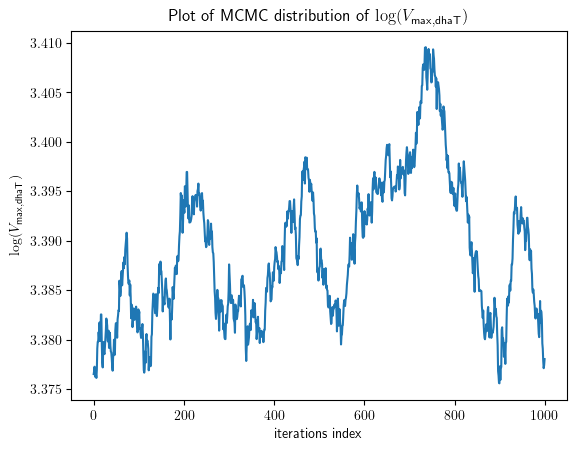 Plot of MCMC distribution of log(V_max,dhaT)
3.410
3.405
3.400
3.395
3.390
3.385
3.380
3.375
log(V_max,dhaT)
0 200 400 600 800 1000
iterations index